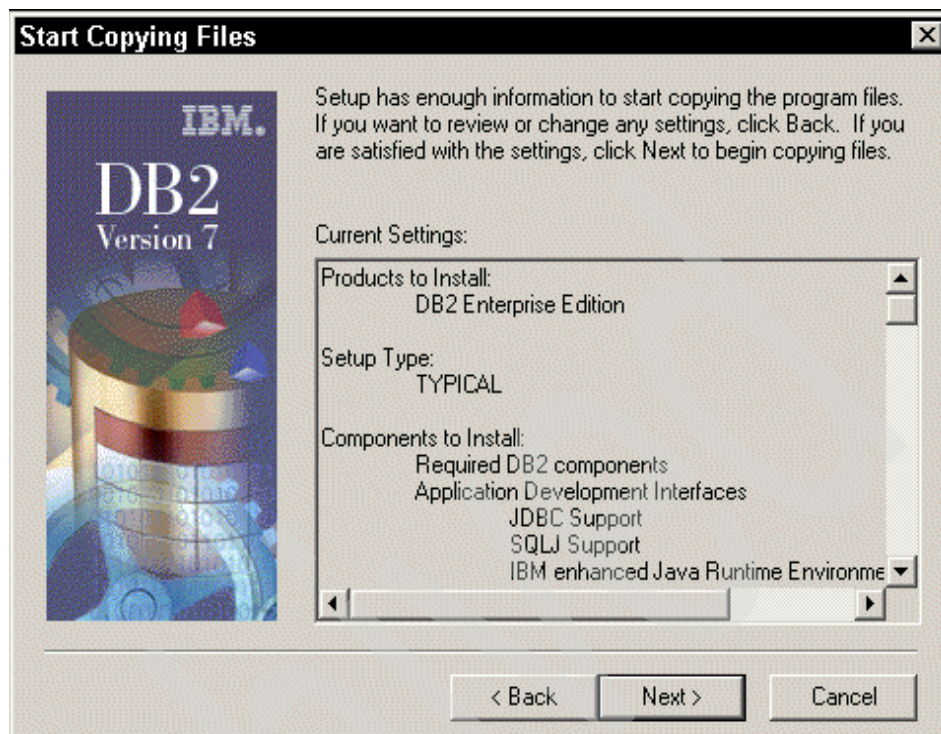 Start Copying Files
IBM.
DB2
Version 7
Setup has enough information to start copying the program files.
If you want to review or change any settings, click Back. If you
are satisfied with the settings, click Next to begin copying files.
Current Settings:
Products to Install:
DB2 Enterprise Edition
Setup Type:
TYPICAL
Components to Install:
Required DB2 components
Application Development Interfaces
JDBC Support
SQLJ Support
IBM enhanced Java Runtime Environme
< Back
Next >
Cancel